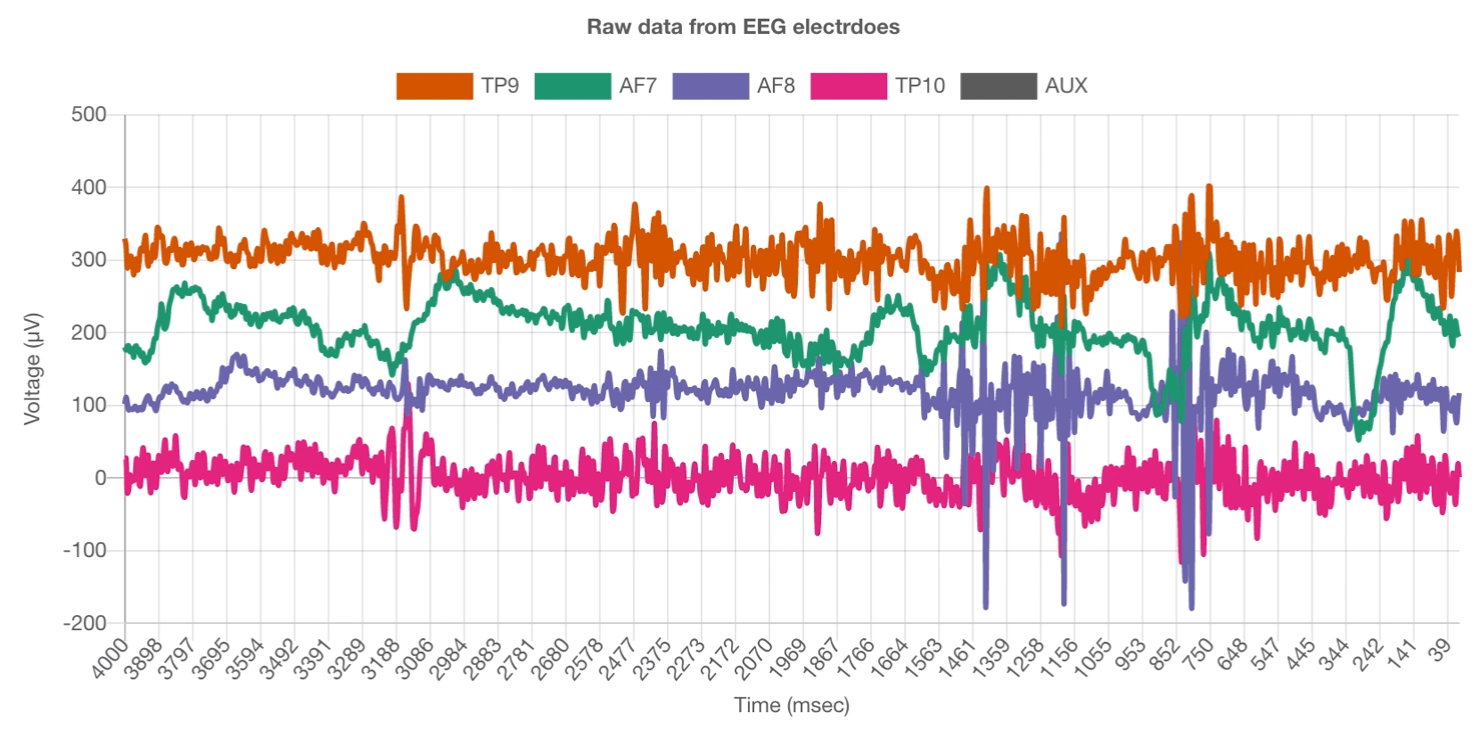 Raw data from EEG electrdoes
TP9 AF7 AF8 TP10 AUX
500
400
300
200
100
0
-100
-200
Voltage (µV)
4000 3898 3797 3695 3594 3492 3391 3289 3188 3086 2984 2883 2781 2680 2578 2477 2375 2273 2172 2070 1969 1867 1766 1664 1563 1461 1359 1258 1156 1055 953 852 750 648 547 445 344 242 141 39
Time (msec)